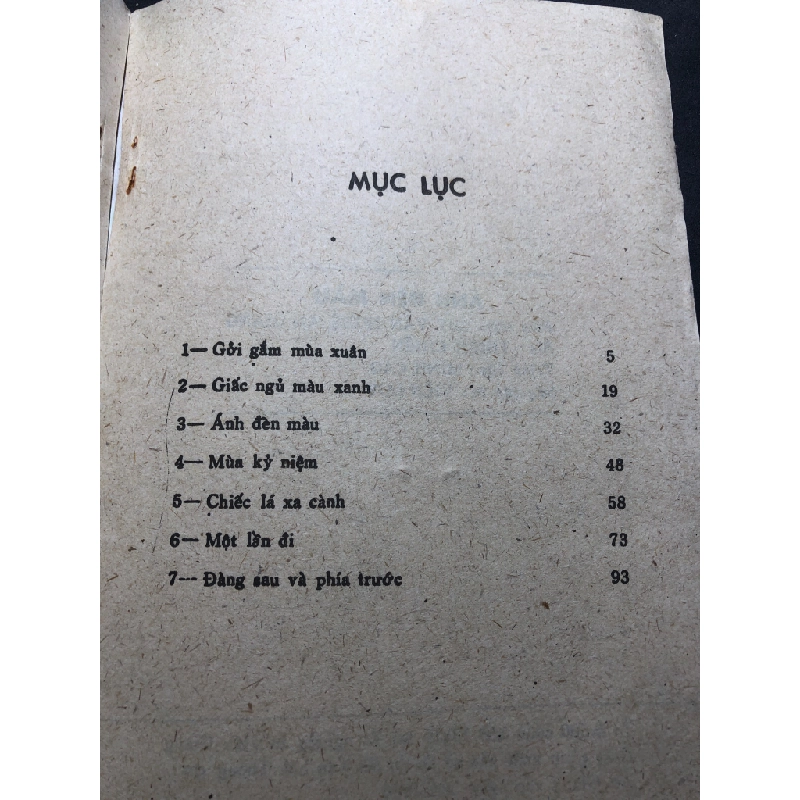 MỤC LỤC
1— Gởi gắm mùa xuân 5
2— Giấc ngủ màu xanh 19
3— Ánh đèn màu 32
4— Mùa kỷ niệm 48
5— Chiếc lá xa cành 58
6— Một lần đi 73
7— Đàng sau và phía trước 93